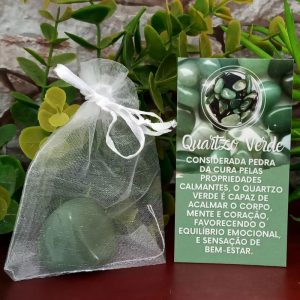 Quartzo Verde
CONSIDERADA PEDRA
DA CURA PELAS
PROPRIEDADES
CALMANTES, O QUARTZO
VERDE É CAPAZ DE
ACALMAR O CORPO,
MENTE E CORAÇÃO,
FAVORECENDO O
EQUILÍBRIO EMOCIONAL,
E SENSAÇÃO DE
BEM-ESTAR.